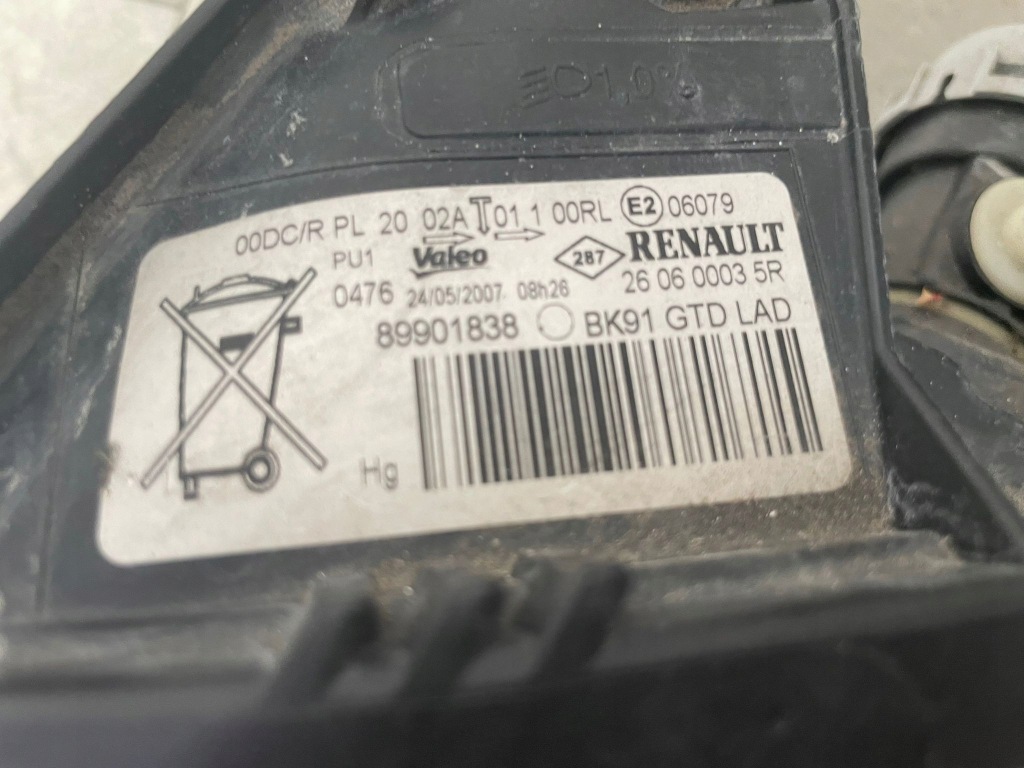 1,0%
00DC/R PL 20 02A 01.1 00RL E2 06079
PU1 Valeo 287 RENAULT
0476 24/05/2007 08h26 26 06 0003 5R
89901838 BK91 GTD LAD
Hg